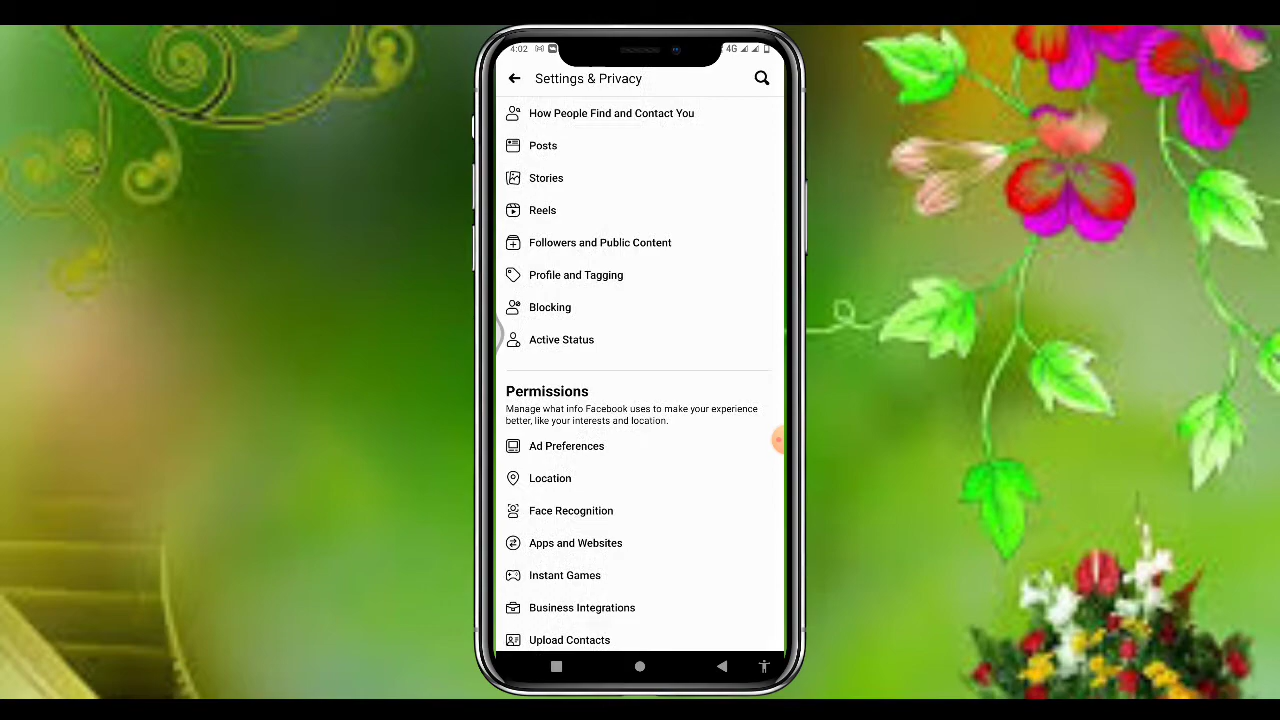 4:02
4G
Settings & Privacy
How People Find and Contact You
Posts
Stories
Reels
Followers and Public Content
Profile and Tagging
Blocking
Active Status
Permissions
Manage what info Facebook uses to make your experience
better, like your interests and location.
Ad Preferences
Location
Face Recognition
Apps and Websites
Instant Games
Business Integrations
Upload Contacts